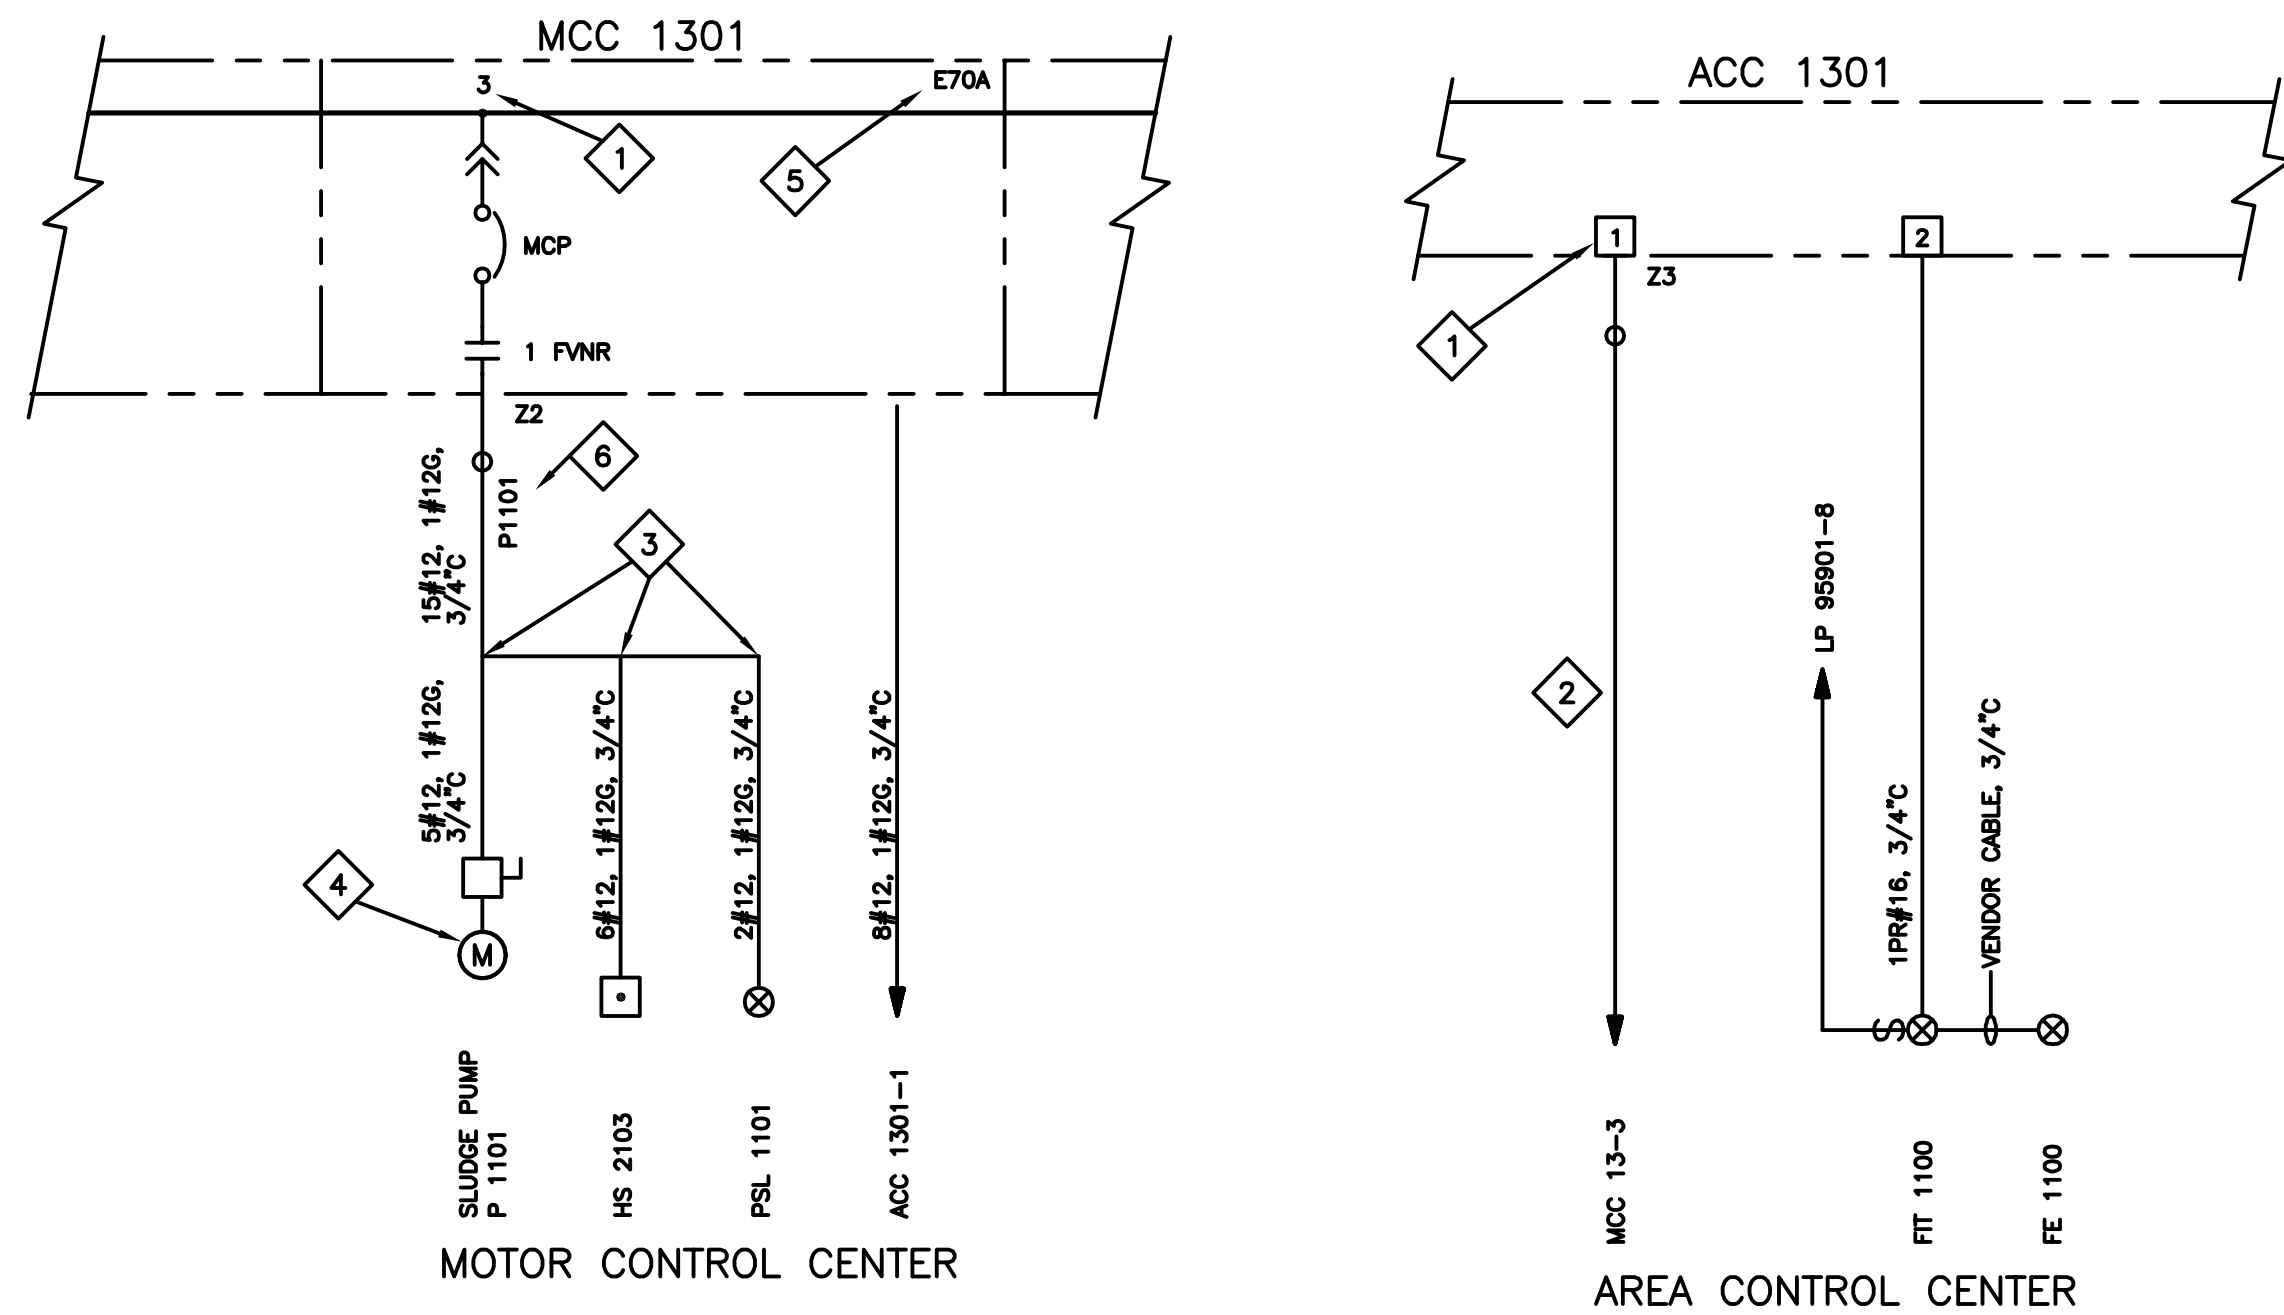 MCC 1301
3
E70A
1
5
MCP
1 FVNR
Z2
6
15#12, 1#12G,
3/4"C
P1101
3
5#12, 1#12G,
3/4"C
6#12, 1#12G, 3/4"C
2#12, 1#12G, 3/4"C
8#12, 1#12G, 3/4"C
4
M
SLUDGE PUMP
P 1101
HS 2103
PSL 1101
ACC 1301-1
MOTOR CONTROL CENTER
ACC 1301
1
2
Z3
1
2
LP 95901-8
1PR#16, 3/4"C
VENDOR CABLE, 3/4"C
S
MCC 13-3
FIT 1100
FE 1100
AREA CONTROL CENTER